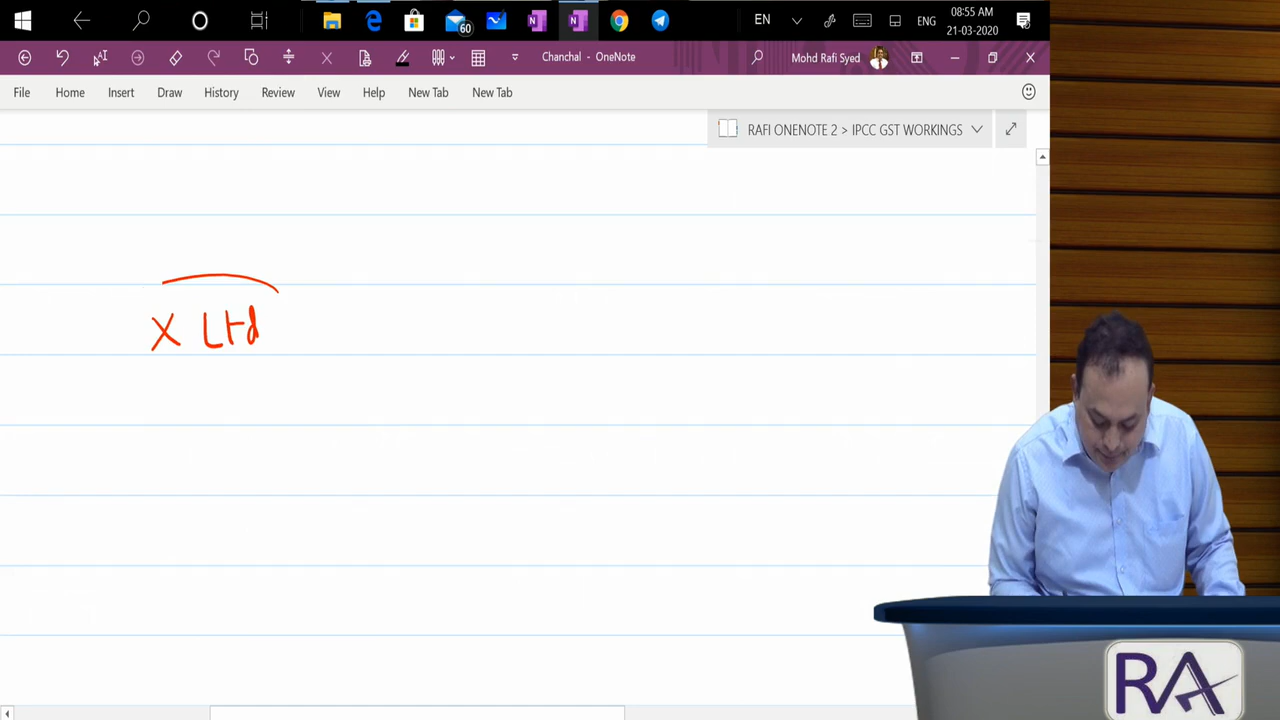 60
EN
ENG
08:55 AM
21-03-2020
Chanchal - OneNote
Mohd Rafi Syed
File Home Insert Draw History Review View Help New Tab New Tab
RAFI ONENOTE 2 > IPCC GST WORKINGS
X Ltd
RA